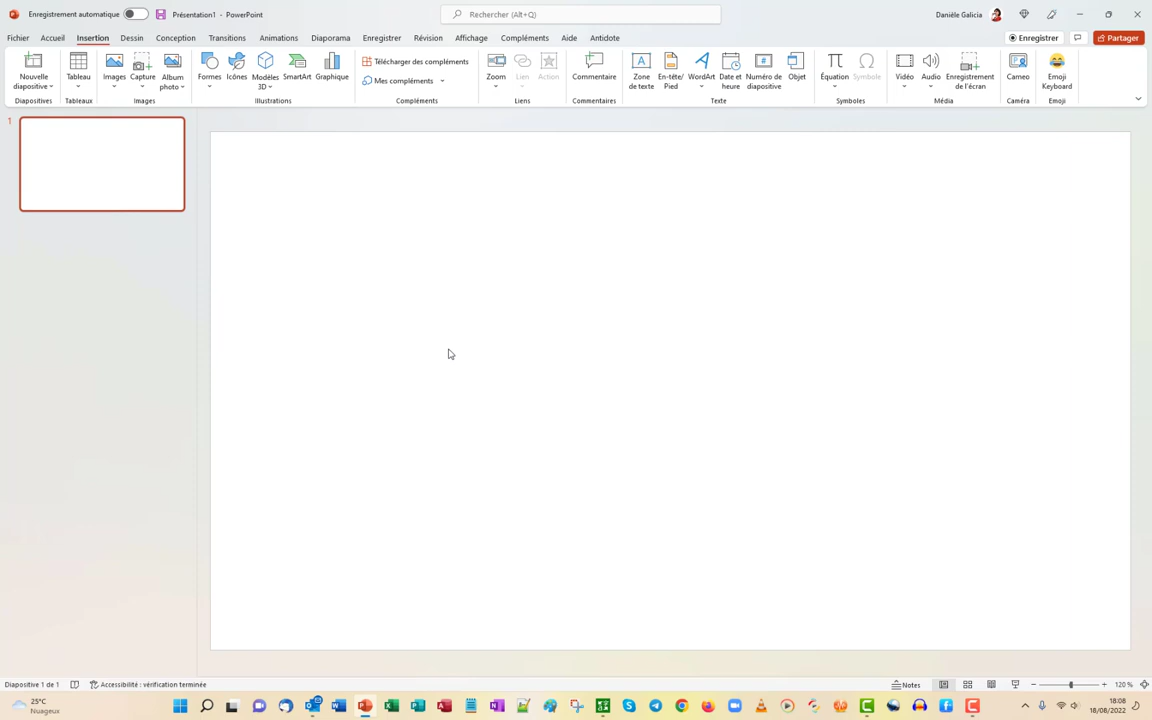 Enregistrement automatique
Présentation1 - PowerPoint
Rechercher (Alt+Q)
Danièle Galicia
Fichier Accueil Insertion Dessin Conception Transitions Animations Diaporama Enregistrer Révision Affichage Compléments Aide Antidote
Enregistrer
Partager
Nouvelle diapositive
Tableau
Images
Capture
Album photo
Formes
Icônes
Modèles 3D
SmartArt
Graphique
Télécharger des compléments
Mes compléments
Zoom
Lien
Action
Commentaire
Zone de texte
En-tête/ Pied
WordArt
Date et heure
Numéro de diapositive
Objet
Équation
Symbole
Vidéo
Audio
Enregistrement de l'écran
Cameo
Emoji Keyboard
Diapositives Tableaux Images Illustrations Compléments Liens Commentaires Texte Symboles Média Caméra Emoji
1
Diapositive 1 de 1
Accessibilité : vérification terminée
Notes
120 %
25°C
Nuageux
18:08
18/08/2022